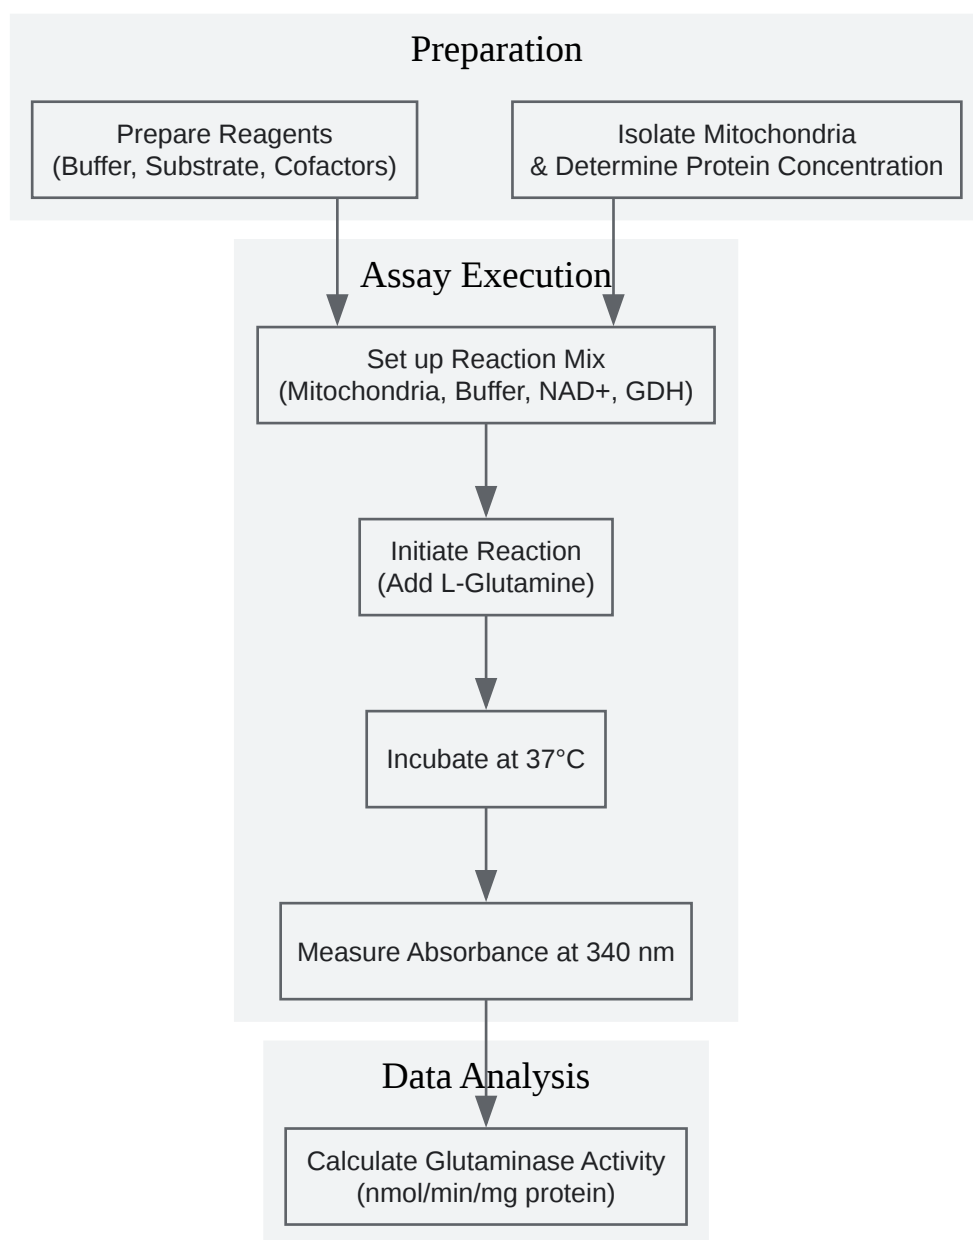 Preparation
Prepare Reagents
(Buffer, Substrate, Cofactors)
Isolate Mitochondria
& Determine Protein Concentration
Assay Execution
Set up Reaction Mix
(Mitochondria, Buffer, NAD+, GDH)
Initiate Reaction
(Add L-Glutamine)
Incubate at 37°C
Measure Absorbance at 340 nm
Data Analysis
Calculate Glutaminase Activity
(nmol/min/mg protein)